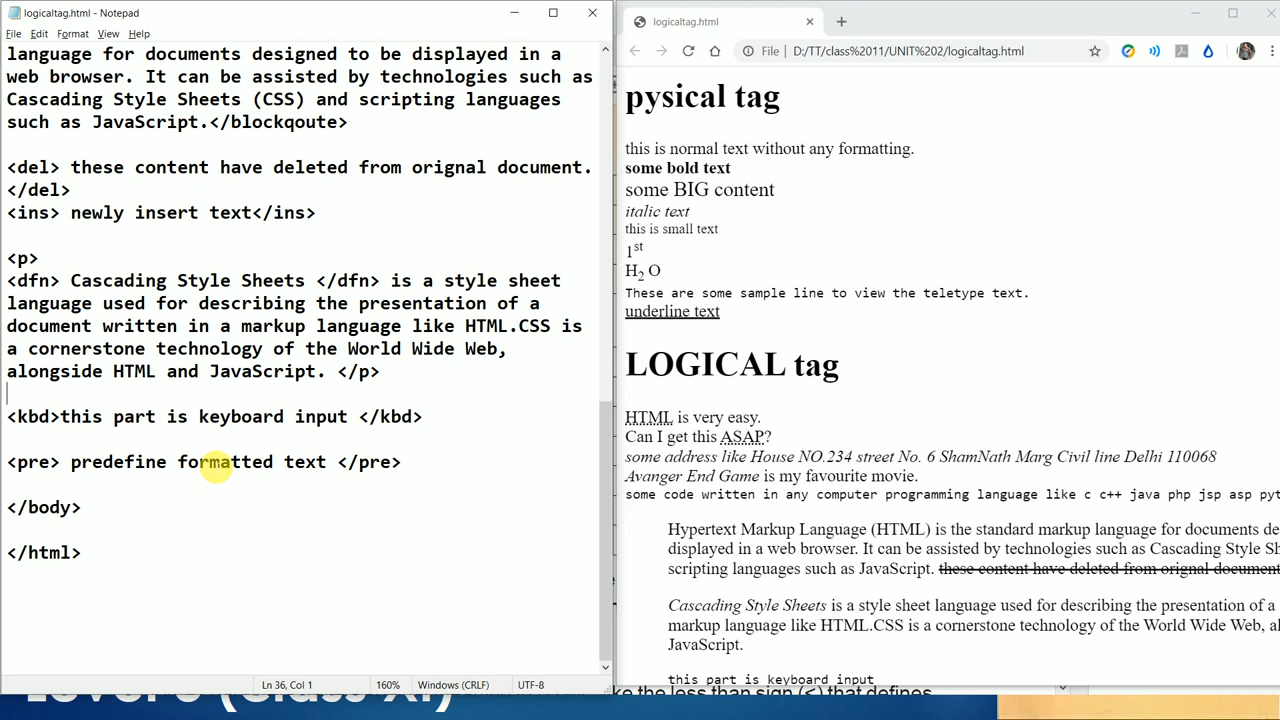 logicaltag.html - Notepad
File Edit Format View Help
language for documents designed to be displayed in a
web browser. It can be assisted by technologies such as
Cascading Style Sheets (CSS) and scripting languages
such as JavaScript.</blockqoute>
<del> these content have deleted from orignal document.
</del>
<ins> newly insert text</ins>
<p>
<dfn> Cascading Style Sheets </dfn> is a style sheet
language used for describing the presentation of a
document written in a markup language like HTML.CSS is
a cornerstone technology of the World Wide Web,
alongside HTML and JavaScript. </p>
<kbd>this part is keyboard input </kbd>
<pre> predefine formatted text </pre>
</body>
</html>
Ln 36, Col 1 160% Windows (CRLF) UTF-8
logicaltag.html
File D:/TT/class%2011/UNIT%202/logicaltag.html
pysical tag
this is normal text without any formatting.
some bold text
some BIG content
italic text
this is small text
1st
H2 O
These are some sample line to view the teletype text.
underline text
LOGICAL tag
HTML is very easy.
Can I get this ASAP?
some address like House NO.234 street No. 6 ShamNath Marg Civil line Delhi 110068
Avanger End Game is my favourite movie.
some code written in any computer programming language like c c++ java php jsp asp pyt
Hypertext Markup Language (HTML) is the standard markup language for documents de
displayed in a web browser. It can be assisted by technologies such as Cascading Style Sh
scripting languages such as JavaScript. these content have deleted from orignal document
Cascading Style Sheets is a style sheet language used for describing the presentation of a
markup language like HTML.CSS is a cornerstone technology of the World Wide Web, al
JavaScript.
this part is keyboard input
the less than sign (<) that defines